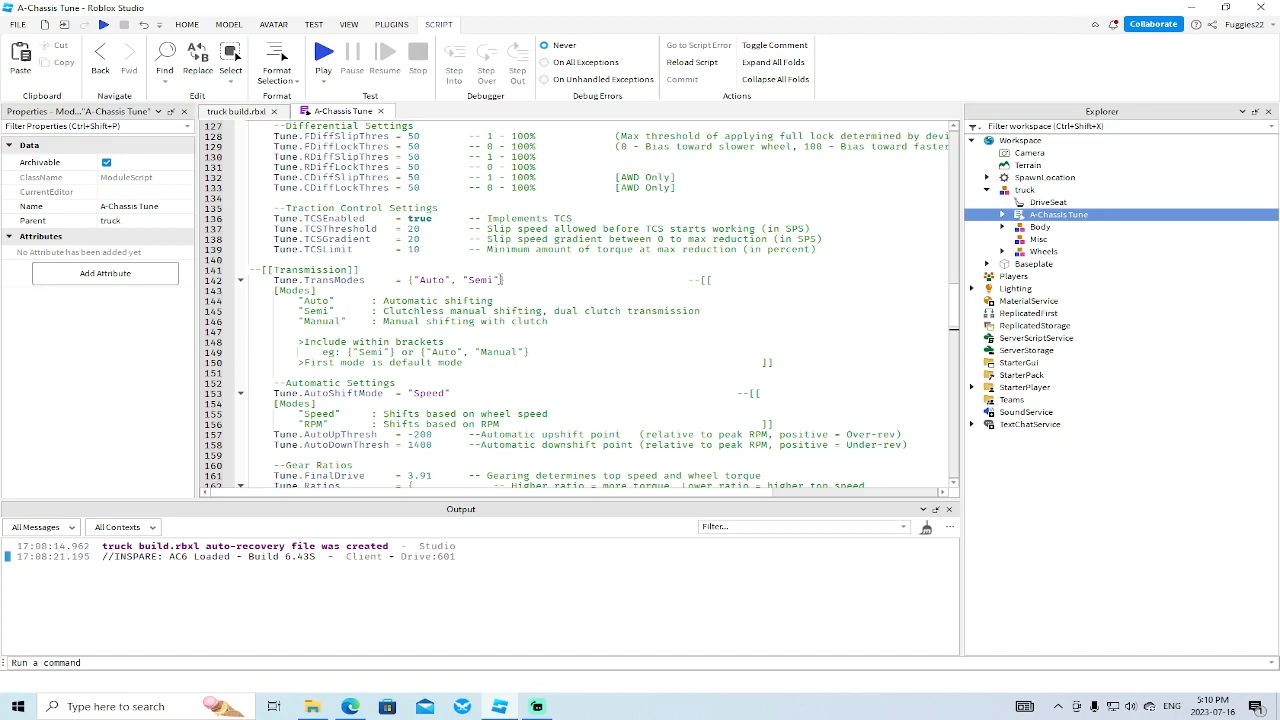 A-Chassis Tune - Roblox Studio
FILE HOME MODEL AVATAR TEST VIEW PLUGINS SCRIPT Collaborate Fuggles22
Paste Cut Copy Back Fwd Find Replace Select Format Selection Play Pause Resume Stop Step Into Step Over Step Out Never On All Exceptions On Unhandled Exceptions Go to Script Error Reload Script Commit Toggle Comment Expand All Folds Collapse All Folds
Clipboard Navigate Edit Format Test Debugger Debug Errors Actions
Properties - Mod..."A-Chassis Tune"
Filter Properties (Ctrl+Shift+P)
Data
Archivable
ClassName ModuleScript
CurrentEditor
Name A-Chassis Tune
Parent truck
Attributes
No Attribute has been added yet
Add Attribute
truck build.rbxl A-Chassis Tune
127 --Differential Settings
128 Tune.FDiffSlipThres = 50 -- 1 - 100% (Max threshold of applying full lock determined by devi
129 Tune.FDiffLockThres = 50 -- 0 - 100% (0 - Bias toward slower wheel, 100 - Bias toward faster
130 Tune.RDiffSlipThres = 50 -- 1 - 100%
131 Tune.RDiffLockThres = 50 -- 0 - 100%
132 Tune.CDiffSlipThres = 50 -- 1 - 100% [AWD Only]
133 Tune.CDiffLockThres = 50 -- 0 - 100% [AWD Only]
134
135 --Traction Control Settings
136 Tune.TCSEnabled = true -- Implements TCS
137 Tune.TCSThreshold = 20 -- Slip speed allowed before TCS starts working (in SPS)
138 Tune.TCSGradient = 20 -- Slip speed gradient between 0 to max reduction (in SPS)
139 Tune.TCSLimit = 10 -- Minimum amount of torque at max reduction (in percent)
140
141 --[[Transmission]]
142 Tune.TransModes = {"Auto", "Semi"} --[[
143 [Modes]
144 "Auto" : Automatic shifting
145 "Semi" : Clutchless manual shifting, dual clutch transmission
146 "Manual" : Manual shifting with clutch
147
148 >Include within brackets
149 eg: {"Semi"} or {"Auto", "Manual"}
150 >First mode is default mode ]]
151
152 --Automatic Settings
153 Tune.AutoShiftMode = "Speed" --[[
154 [Modes]
155 "Speed" : Shifts based on wheel speed
156 "RPM" : Shifts based on RPM ]]
157 Tune.AutoUpThresh = -200 --Automatic upshift point (relative to peak RPM, positive = Over-rev)
158 Tune.AutoDownThresh = 1400 --Automatic downshift point (relative to peak RPM, positive = Under-rev)
159
160 --Gear Ratios
161 Tune.FinalDrive = 3.91 -- Gearing determines top speed and wheel torque
162 Tune.Ratios = { -- Higher ratio = more torque, Lower ratio = higher top speed
Explorer
Filter workspace (Ctrl+Shift+X)
Workspace
Camera
Terrain
SpawnLocation
truck
DriveSeat
A-Chassis Tune
Body
Misc
Wheels
Baseplate
Players
Lighting
MaterialService
ReplicatedFirst
ReplicatedStorage
ServerScriptService
ServerStorage
StarterGui
StarterPack
StarterPlayer
Teams
SoundService
TextChatService
Output
All Messages All Contexts Filter...
17:08:14.962 truck build.rbxl auto-recovery file was created - Studio
17:08:21.195 //INSPARE: AC6 Loaded - Build 6.43S - Client - Drive:601
Run a command
Type here to search ENG 5:10 PM
2023-07-16